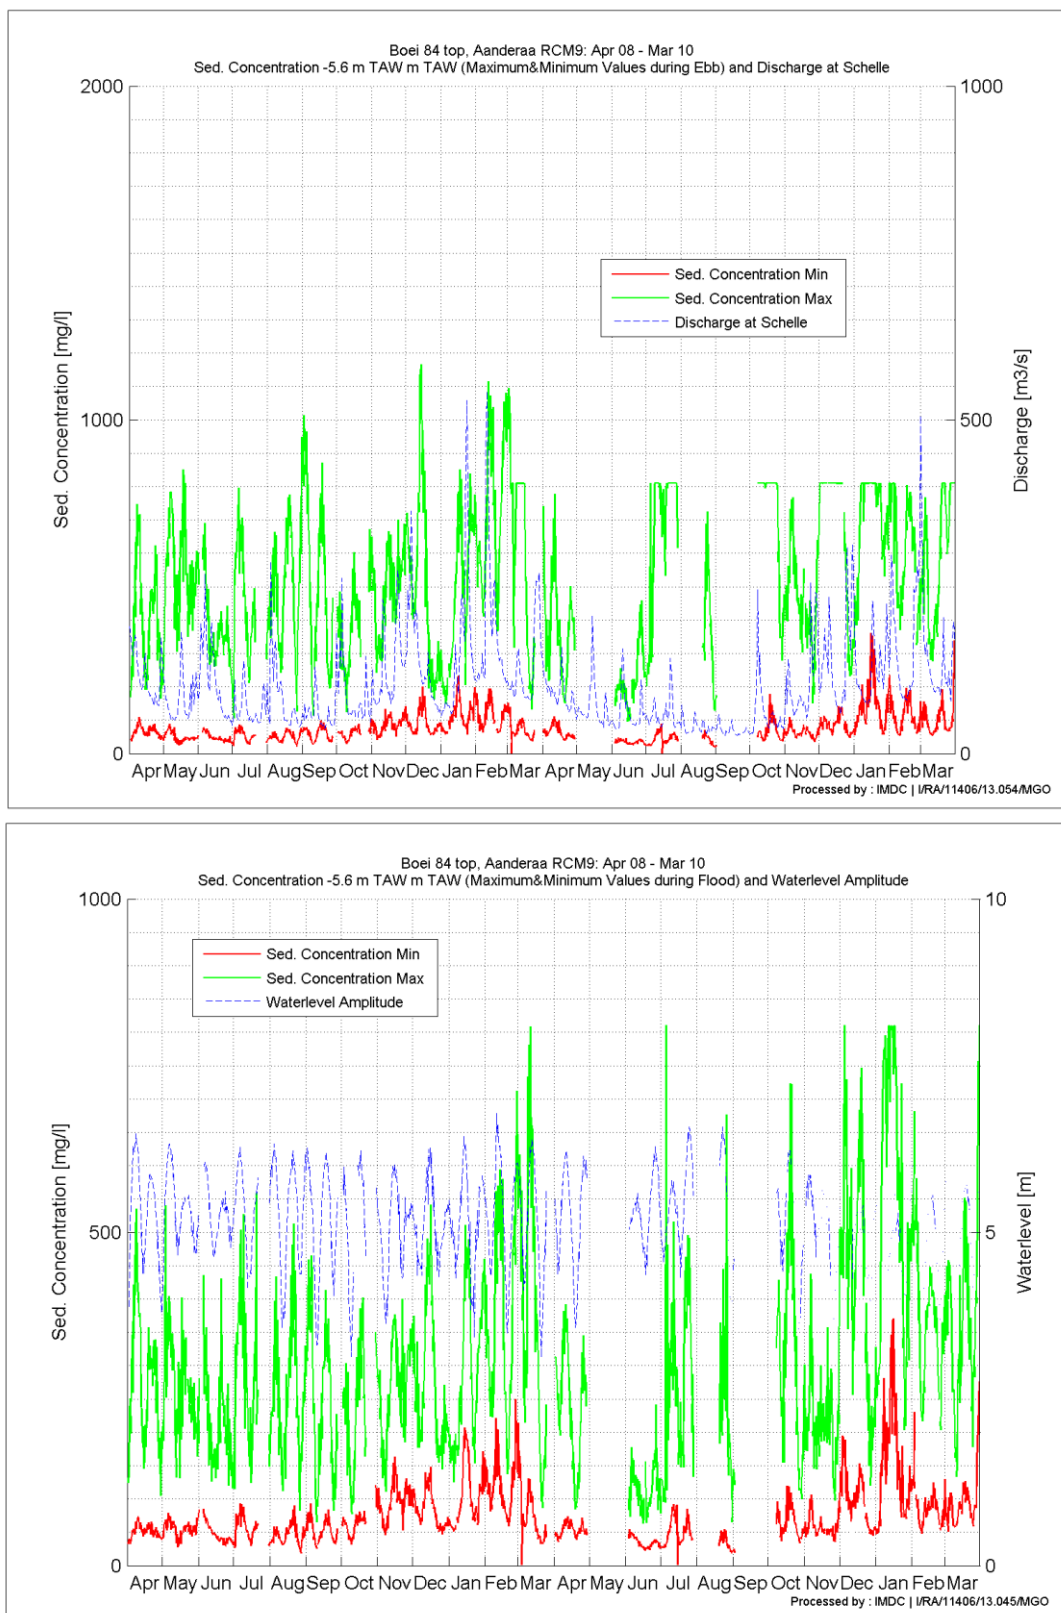 Boei 84 top, Aanderaa RCM9: Apr 08 - Mar 10
Sed. Concentration -5.6 m TAW m TAW (Maximum&Minimum Values during Ebb) and Discharge at Schelle
2000
1000
Sed. Concentration Min
Sed. Concentration Max
Discharge at Schelle
Sed. Concentration [mg/l]
Discharge [m3/s]
1000
500
0
0
Apr May Jun Jul Aug Sep Oct Nov Dec Jan Feb Mar Apr May Jun Jul Aug Sep Oct Nov Dec Jan Feb Mar
Processed by : IMDC | I/RA/11406/13.054/MGO
Boei 84 top, Aanderaa RCM9: Apr 08 - Mar 10
Sed. Concentration -5.6 m TAW m TAW (Maximum&Minimum Values during Flood) and Waterlevel Amplitude
1000
10
Sed. Concentration Min
Sed. Concentration Max
Waterlevel Amplitude
Sed. Concentration [mg/l]
Waterlevel [m]
500
5
0
0
Apr May Jun Jul Aug Sep Oct Nov Dec Jan Feb Mar Apr May Jun Jul Aug Sep Oct Nov Dec Jan Feb Mar
Processed by : IMDC | I/RA/11406/13.045/MGO